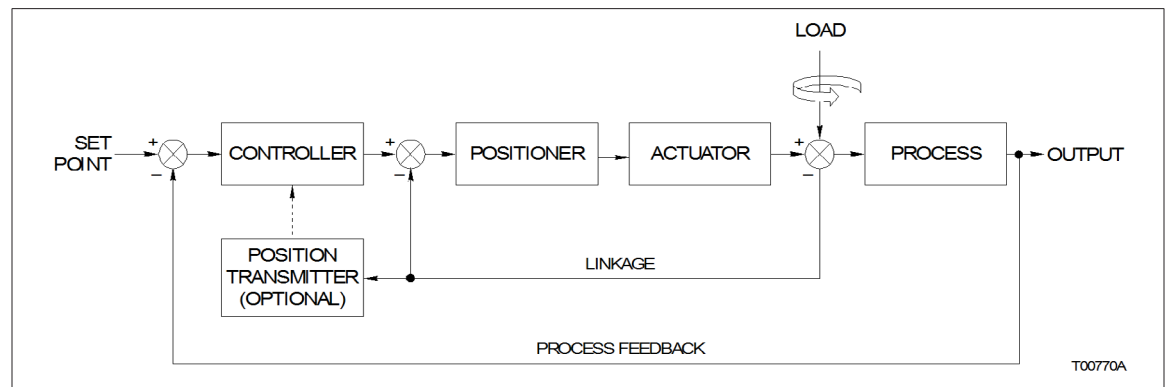 LOAD
SET
POINT
+
−
CONTROLLER
+
−
POSITIONER
ACTUATOR
+
−
PROCESS
OUTPUT
POSITION
TRANSMITTER
(OPTIONAL)
LINKAGE
PROCESS FEEDBACK
T00770A